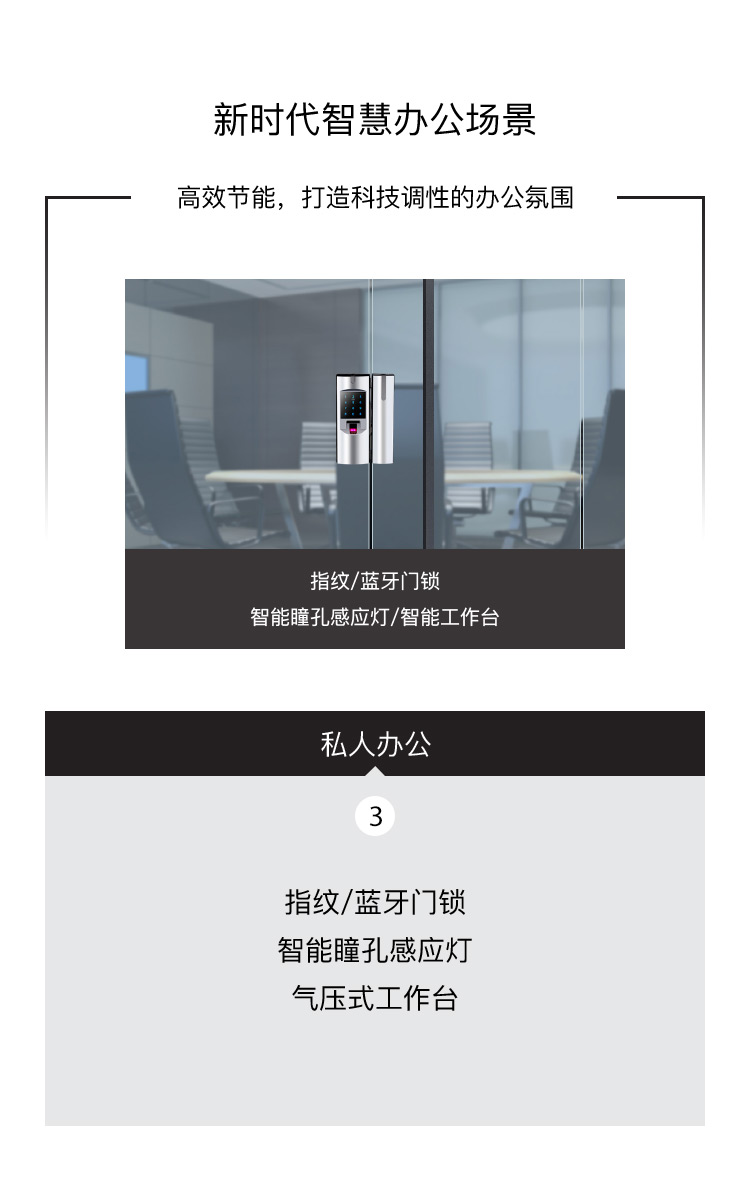 新时代智慧办公场景
高效节能，打造科技调性的办公氛围
指纹/蓝牙门锁
智能瞳孔感应灯/智能工作台
私人办公
3
指纹/蓝牙门锁
智能瞳孔感应灯
气压式工作台